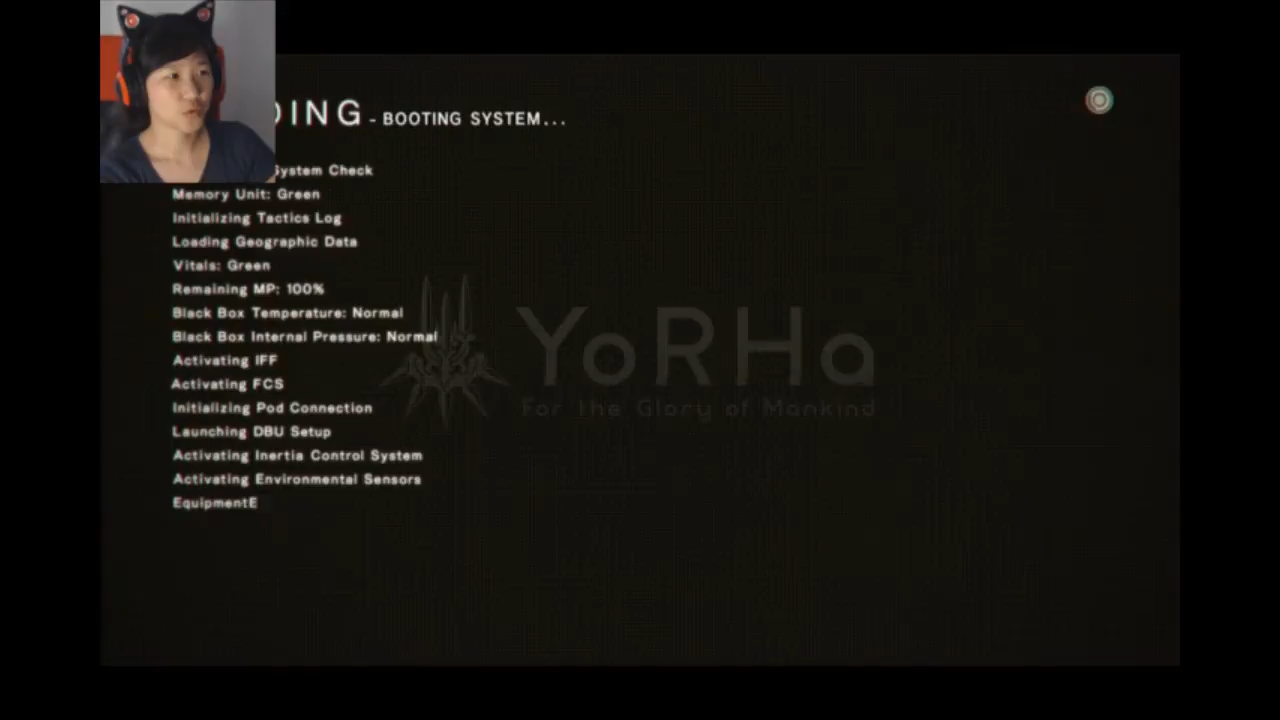 DING - BOOTING SYSTEM...
System Check
Memory Unit: Green
Initializing Tactics Log
Loading Geographic Data
Vitals: Green
Remaining MP: 100%
Black Box Temperature: Normal
Black Box Internal Pressure: Normal
Activating IFF
Activating FCS
Initializing Pod Connection
Launching DBU Setup
Activating Inertia Control System
Activating Environmental Sensors
EquipmentE
YoRHa
For the Glory of Mankind